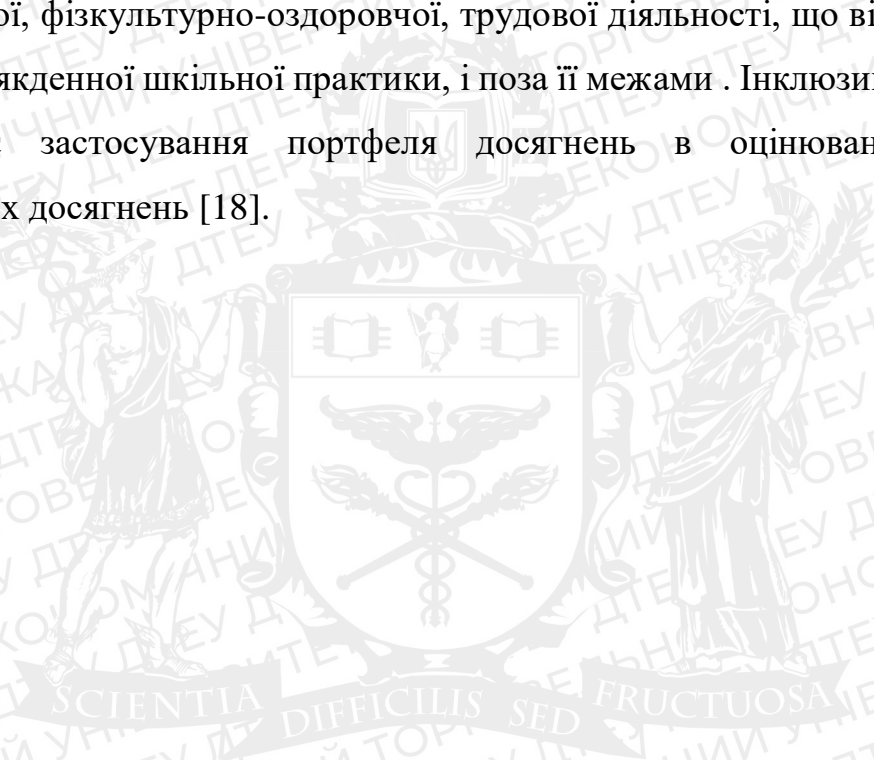 ої, фізкультурно-оздоровчої, трудової діяльності, що ві
якденної шкільної практики, і поза її межами . Інклюзи
застосування портфеля досягнень в оцінюван
х досягнень [18].
SCIENTIA DIFFICILIS SED FRUCTUOSA